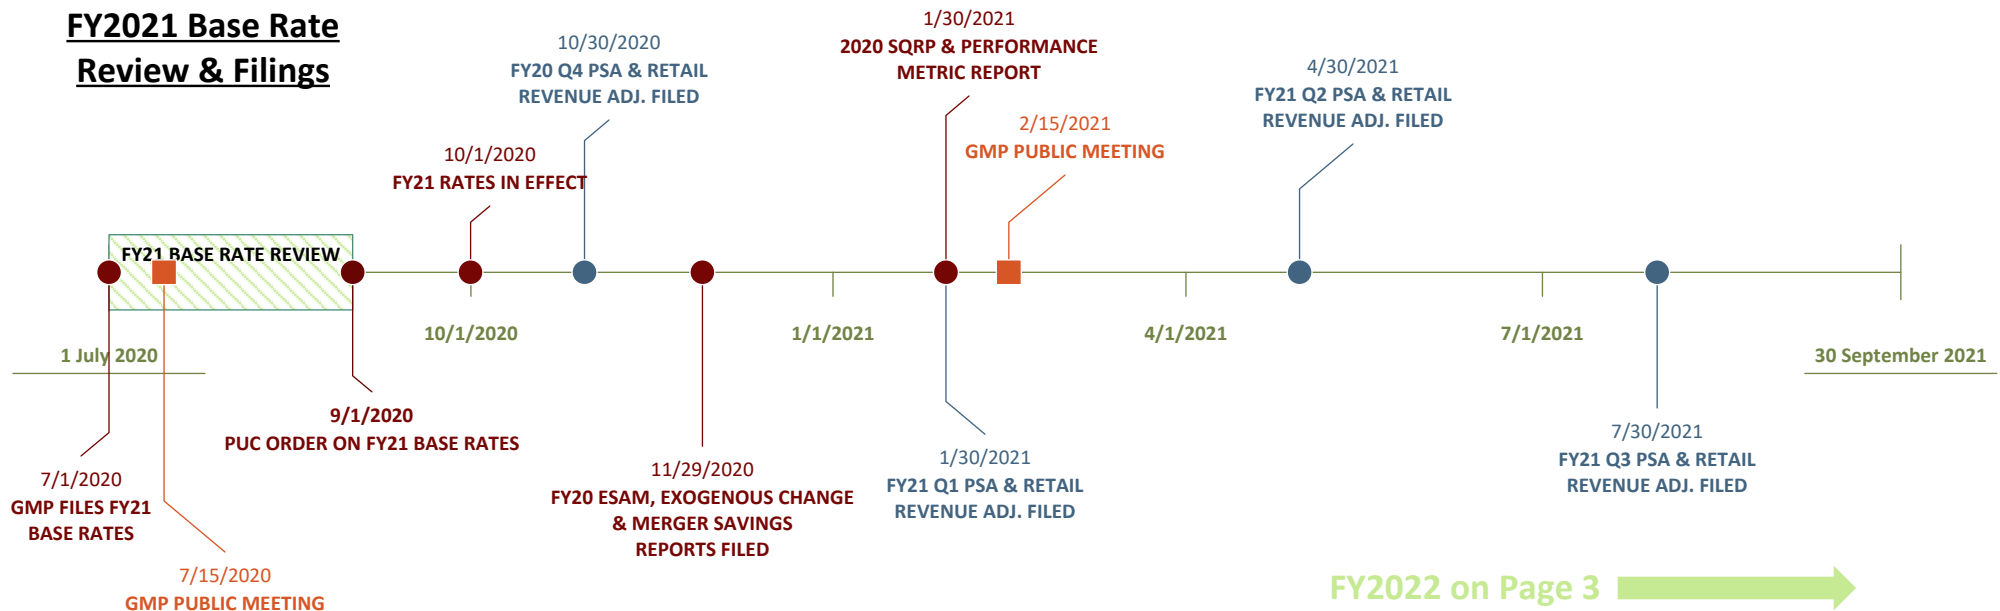 FY2021 Base Rate
Review & Filings
10/30/2020
FY20 Q4 PSA & RETAIL
REVENUE ADJ. FILED
1/30/2021
2020 SQRP & PERFORMANCE
METRIC REPORT
4/30/2021
FY21 Q2 PSA & RETAIL
REVENUE ADJ. FILED
2/15/2021
GMP PUBLIC MEETING
10/1/2020
FY21 RATES IN EFFECT
FY21 BASE RATE REVIEW
1 July 2020
10/1/2020
1/1/2021
4/1/2021
7/1/2021
30 September 2021
9/1/2020
PUC ORDER ON FY21 BASE RATES
7/1/2020
GMP FILES FY21
BASE RATES
11/29/2020
FY20 ESAM, EXOGENOUS CHANGE
& MERGER SAVINGS
REPORTS FILED
1/30/2021
FY21 Q1 PSA & RETAIL
REVENUE ADJ. FILED
7/30/2021
FY21 Q3 PSA & RETAIL
REVENUE ADJ. FILED
7/15/2020
GMP PUBLIC MEETING
FY2022 on Page 3